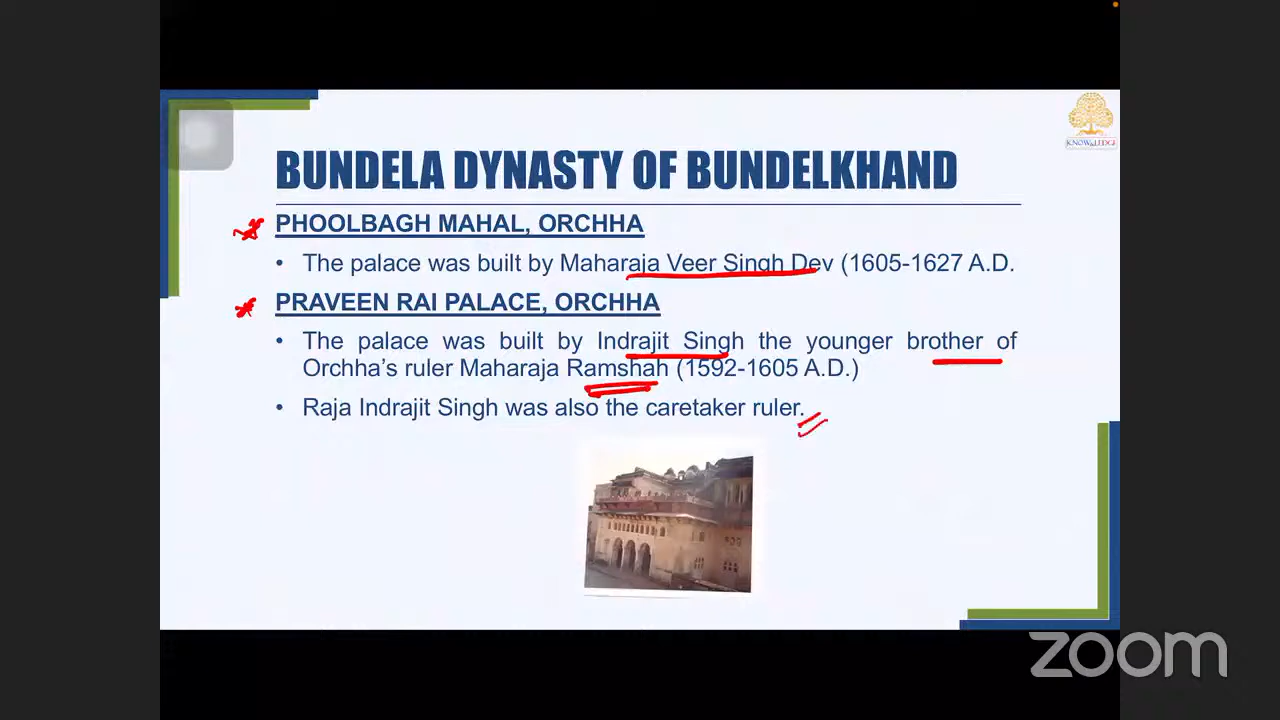 KNOWLEDGE
BUNDELA DYNASTY OF BUNDELKHAND
PHOOLBAGH MAHAL, ORCHHA
• The palace was built by Maharaja Veer Singh Dev (1605-1627 A.D.
PRAVEEN RAI PALACE, ORCHHA
• The palace was built by Indrajit Singh the younger brother of
Orchha's ruler Maharaja Ramshah (1592-1605 A.D.)
• Raja Indrajit Singh was also the caretaker ruler.
zoom